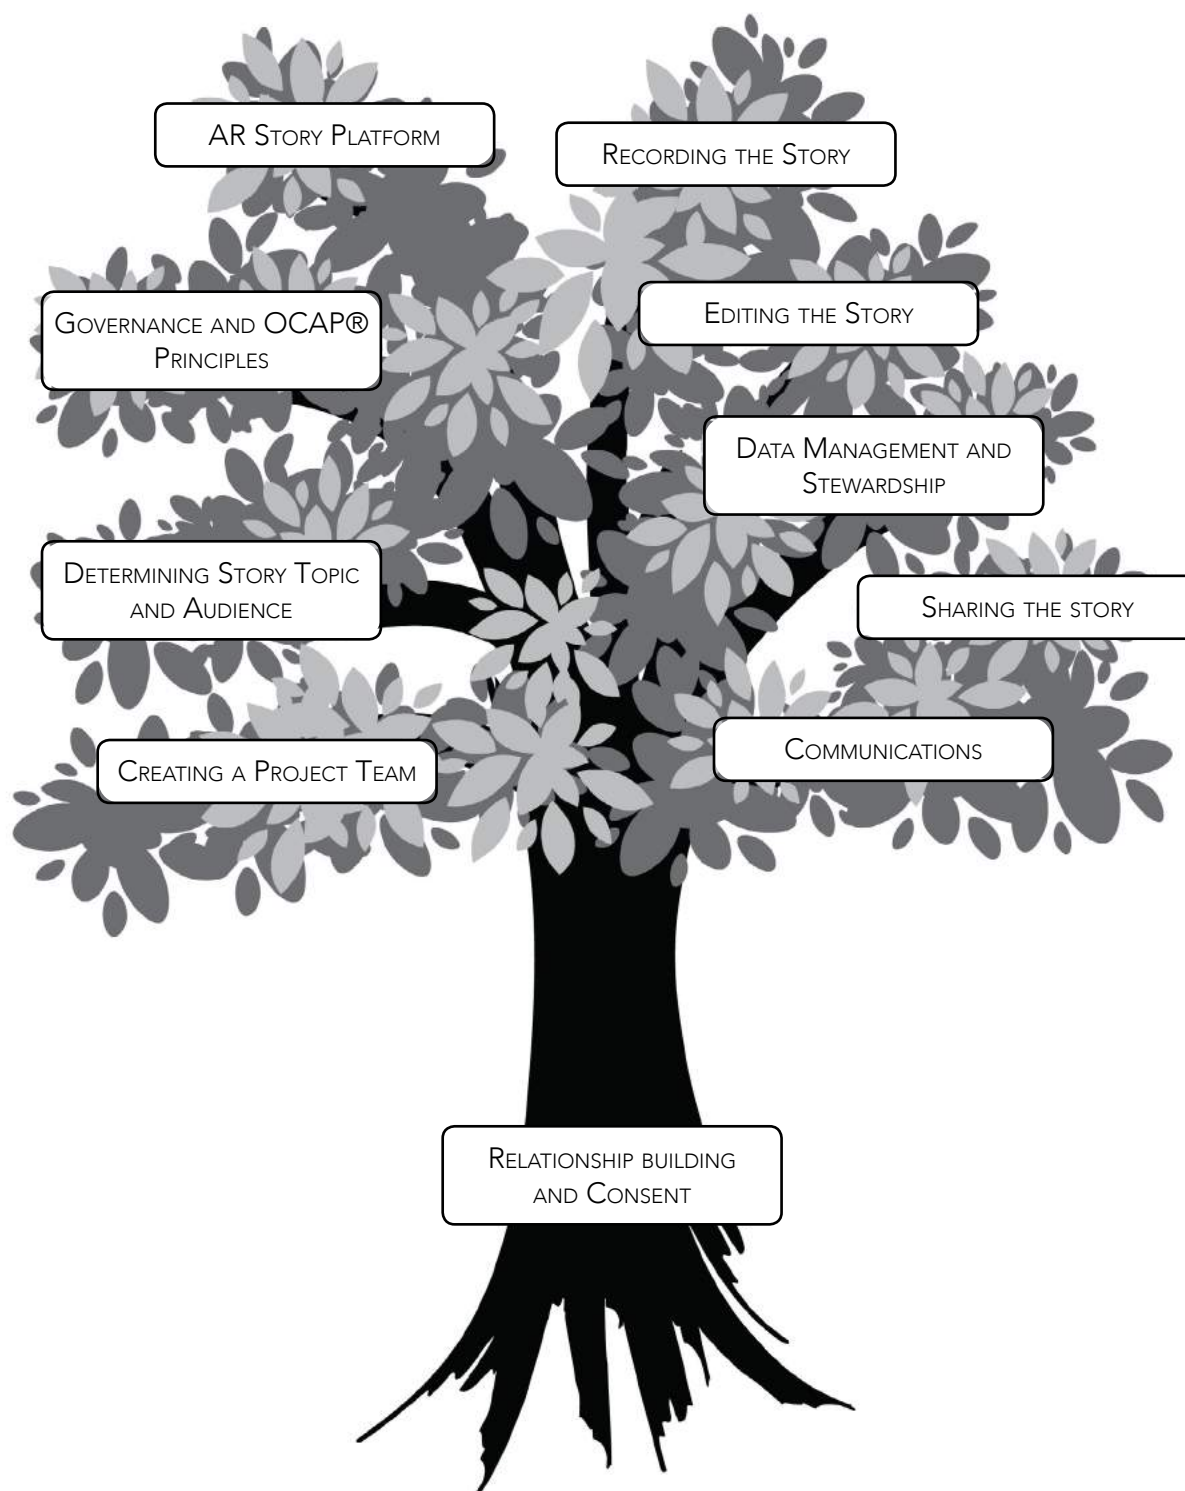 AR Story Platform
Recording the Story
Governance and OCAP®
Principles
Editing the Story
Data Management and
Stewardship
Determining Story Topic
and Audience
Sharing the story
Creating a Project Team
Communications
Relationship building
and Consent